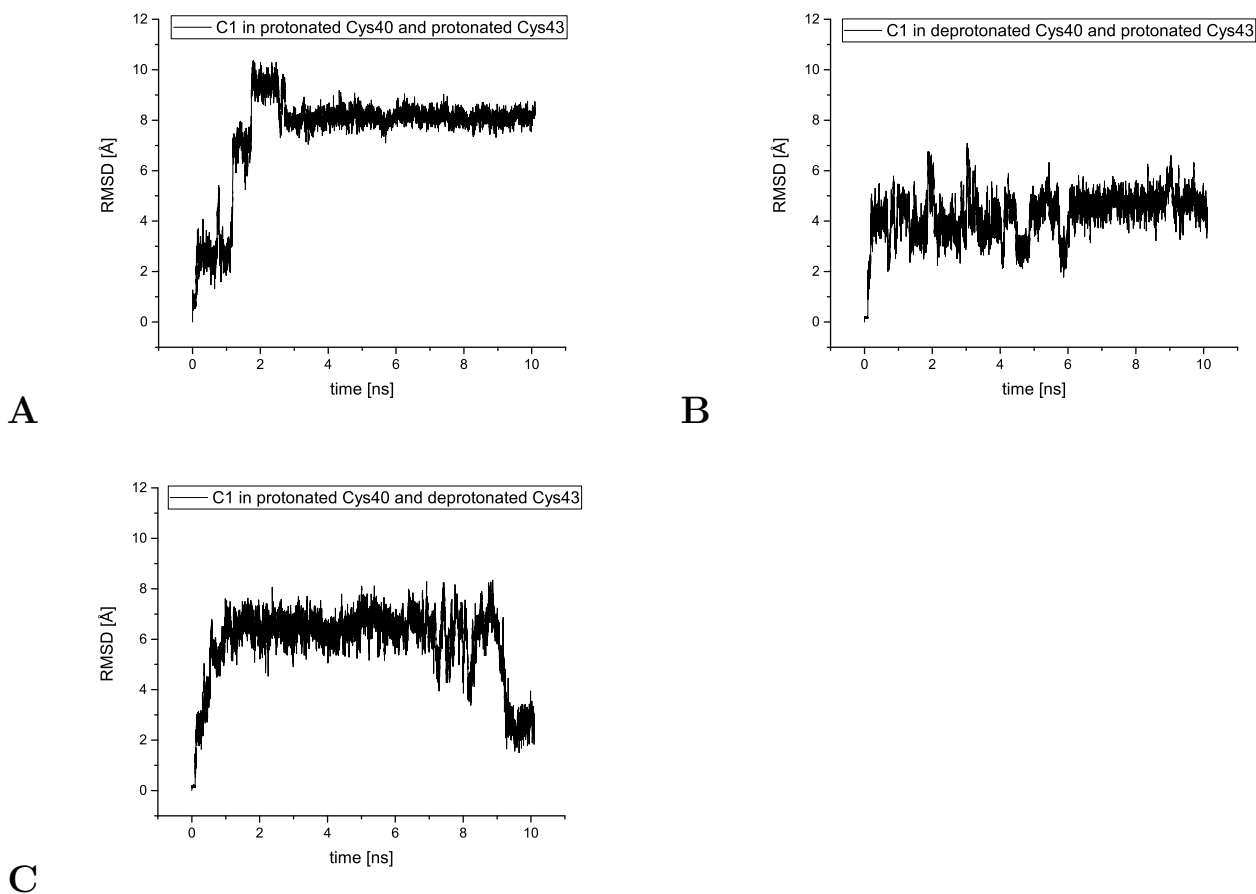 C1 in protonated Cys40 and protonated Cys43
12
10
8
6
4
2
0
RMSD [Å]
0 2 4 6 8 10
time [ns]
A
C1 in deprotonated Cys40 and protonated Cys43
12
10
8
6
4
2
0
RMSD [Å]
0 2 4 6 8 10
time [ns]
B
C1 in protonated Cys40 and deprotonated Cys43
12
10
8
6
4
2
0
RMSD [Å]
0 2 4 6 8 10
time [ns]
C